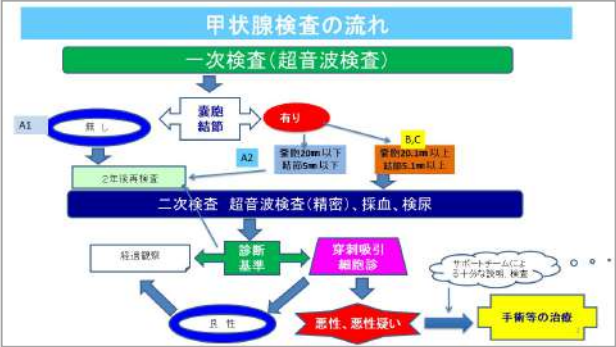 甲状腺検査の流れ
一次検査(超音波検査)
嚢胞
結節
A1
無し
有り
B,C
A2
嚢胞20㎜以下
結節5㎜以下
嚢胞20.1㎜以上
結節5.1㎜以上
2年後再検査
二次検査 超音波検査(精密)、採血、検尿
経過観察
診断
基準
穿刺吸引
細胞診
サポートチームによ
る十分な説明、検査
良 性
悪性、悪性疑い
手術等の治療